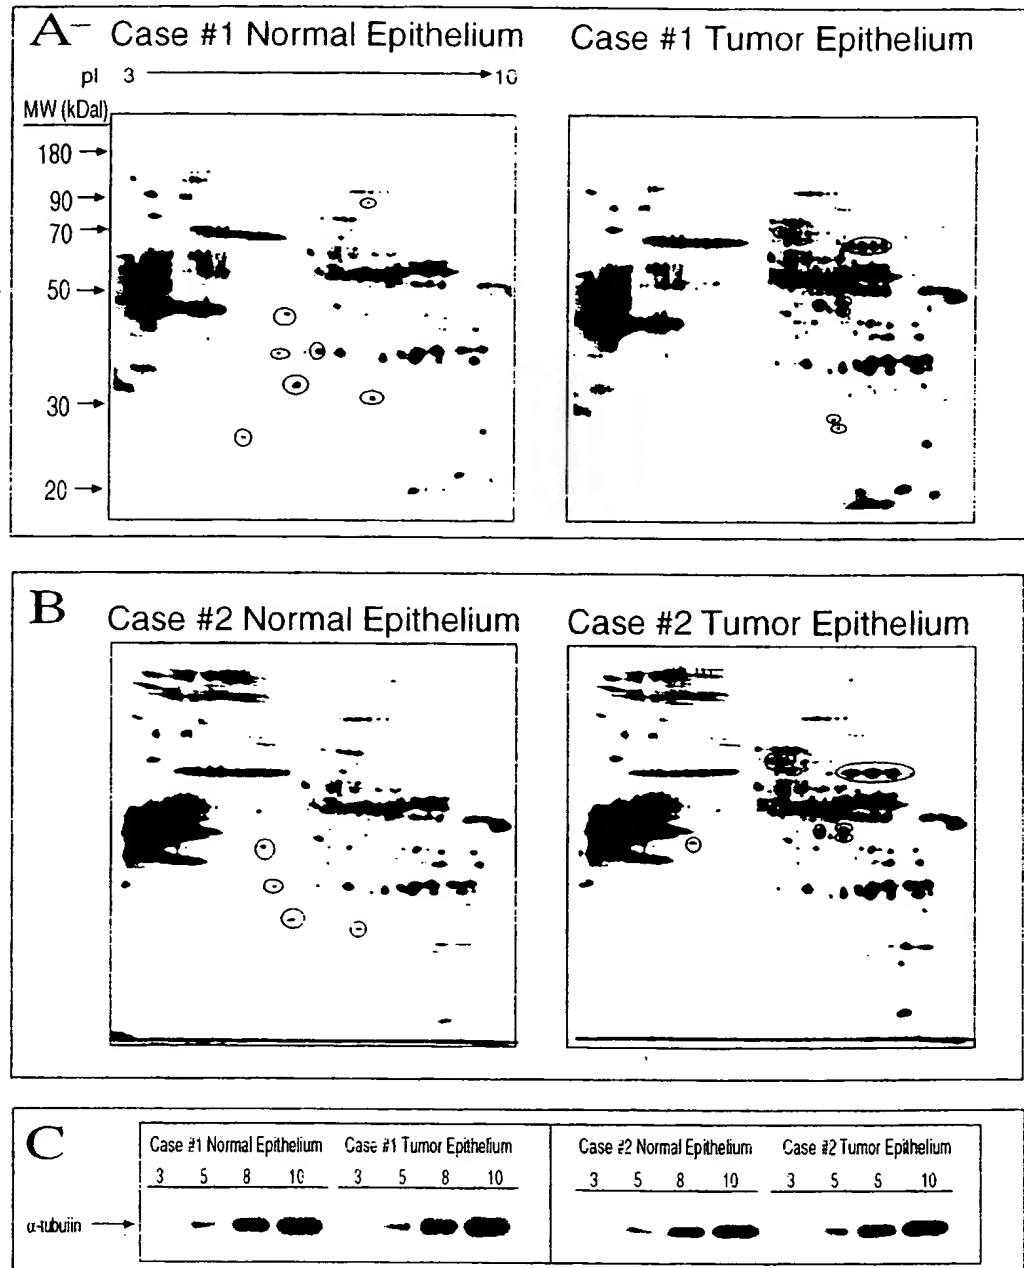 A
Case #1 Normal Epithelium
Case #1 Tumor Epithelium
pI 3 10
MW (kDal)
180
90
70
50
30
20
B
Case #2 Normal Epithelium
Case #2 Tumor Epithelium
C
Case #1 Normal Epithelium
Case #1 Tumor Epithelium
Case #2 Normal Epithelium
Case #2 Tumor Epithelium
3 5 8 10
3 5 8 10
3 5 8 10
3 5 8 10
α-tubulin